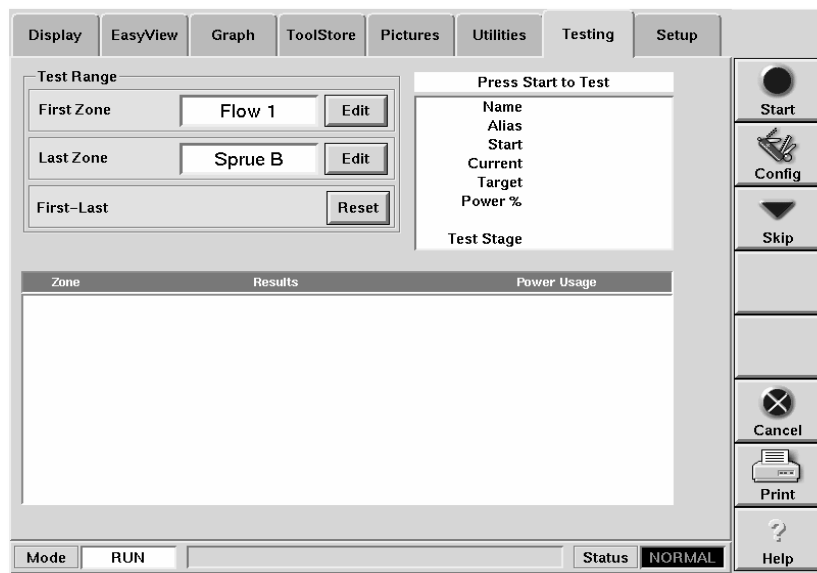 Display EasyView Graph ToolStore Pictures Utilities Testing Setup
Test Range
First Zone Flow 1 Edit
Last Zone Sprue B Edit
First-Last Reset
Press Start to Test
Name
Alias
Start
Current
Target
Power %
Test Stage
Zone Results Power Usage
Start
Config
Skip
Cancel
Print
Help
Mode RUN Status NORMAL